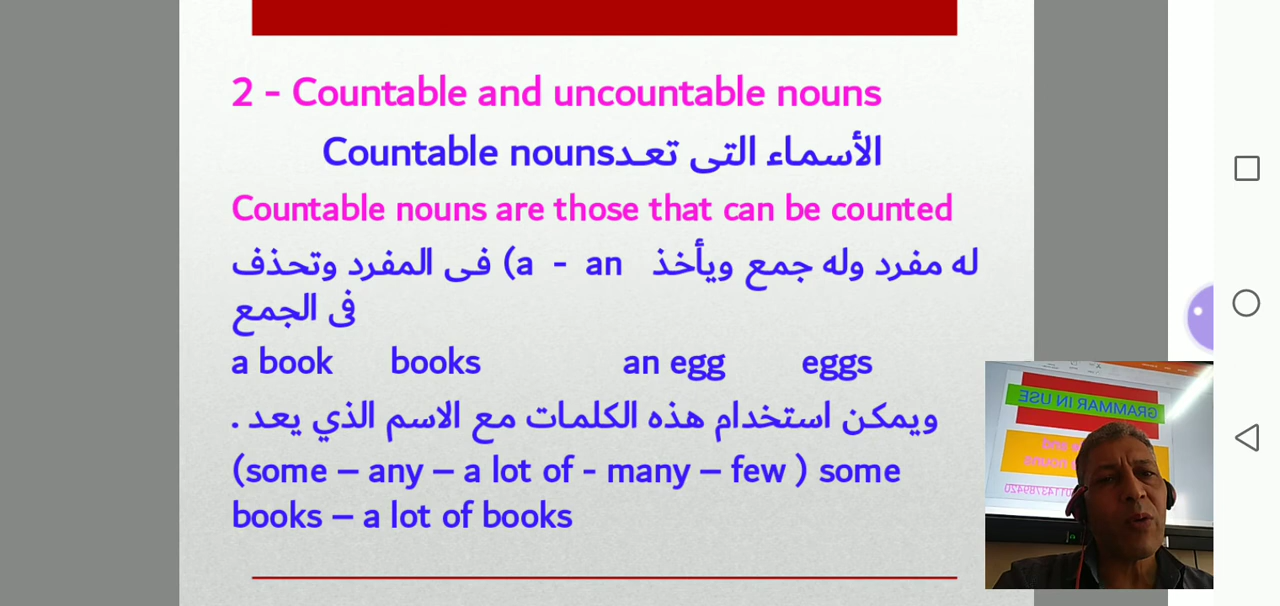 2 - Countable and uncountable nouns
Countable nouns الأسماء التى تعد
Countable nouns are those that can be counted
له مفرد وله جمع ويأخذ a - an) فى المفرد وتحذف
فى الجمع
a book books an egg eggs
ويمكن استخدام هذه الكلمات مع الاسم الذي يعد .
(some – any – a lot of - many – few ) some
books – a lot of books
GRAMMAR IN USE